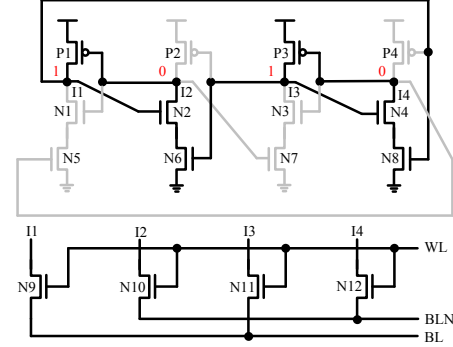 P1 P2 P3 P4
1 0 1 0
I1 I2 I3 I4
N1 N2 N3 N4
N5 N6 N7 N8
I1 I2 I3 I4
WL
N9 N10 N11 N12
BLN
BL